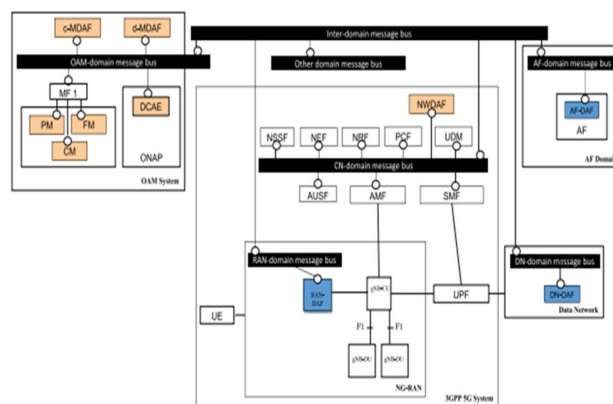 c-MDAF
d-MDAF
Inter-domain message bus
OAM-domain message bus
Other domain message bus
AF-domain message bus
MF 1
DCAE
NWDAF
AF-DAF
PM
FM
CM
ONAP
OAM System
NSSF
NEF
NRF
PCF
UDM
AF
AF Domain
CN-domain message bus
AUSF
AMF
SMF
RAN-domain message bus
DN-domain message bus
RAN-
DAF
gNB-CU
UPF
DN-DAF
Data Network
UE
F1
F1
gNB-DU
gNB-DU
NG-RAN
3GPP 5G System